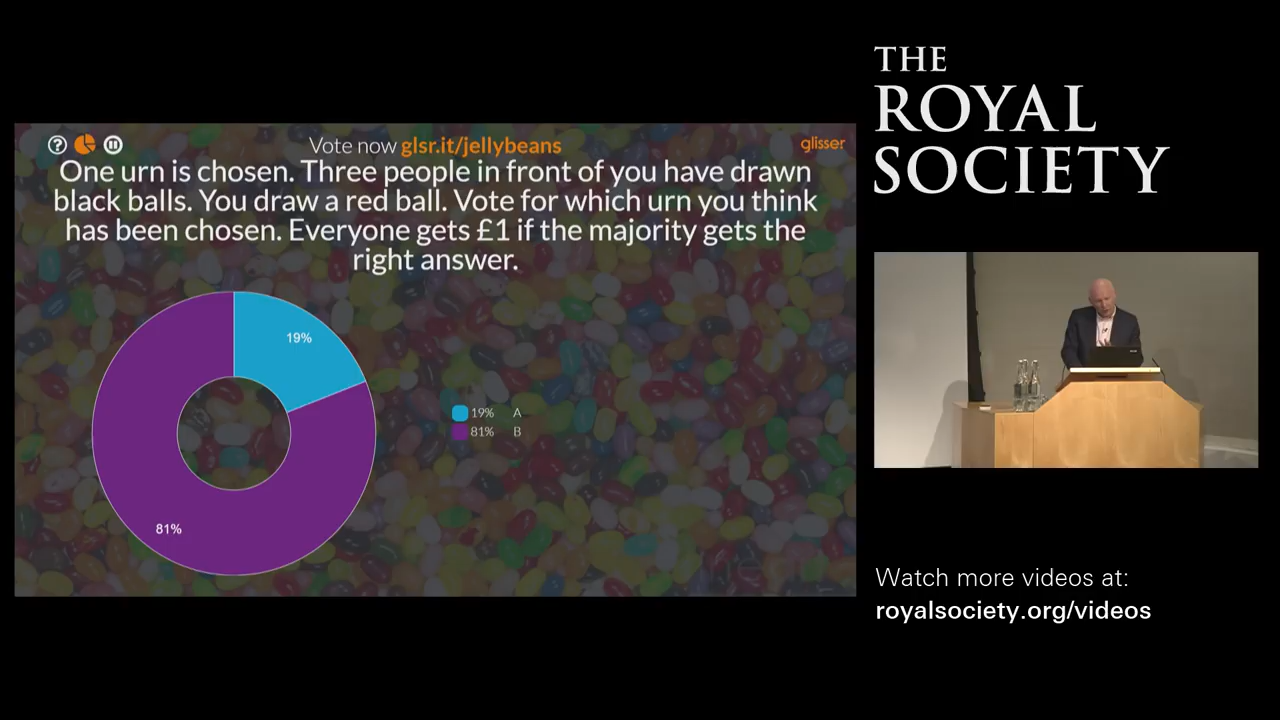 Vote now glsr.it/jellybeans
glisser
One urn is chosen. Three people in front of you have drawn
black balls. You draw a red ball. Vote for which urn you think
has been chosen. Everyone gets £1 if the majority gets the
right answer.
19%
81%
19% A
81% B
THE
ROYAL
SOCIETY
Watch more videos at:
royalsociety.org/videos